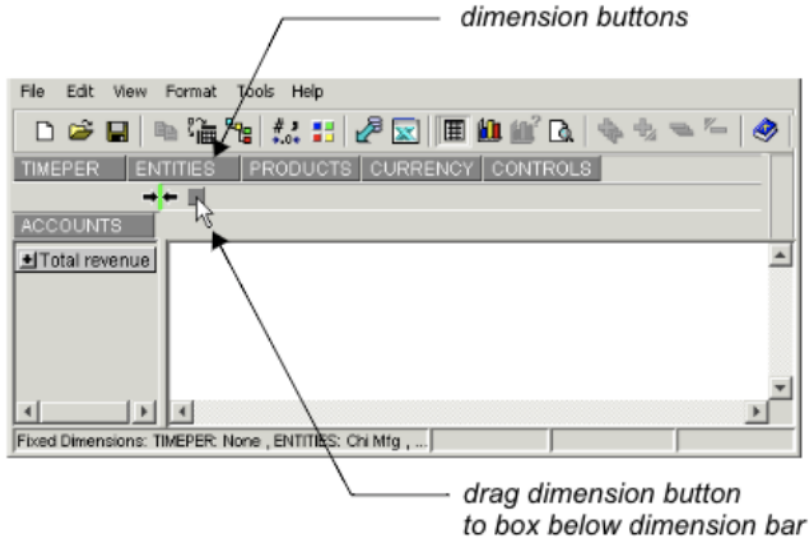 dimension buttons
File Edit View Format Tools Help
TIMEPER ENTITIES PRODUCTS CURRENCY CONTROLS
ACCOUNTS
Total revenue
Fixed Dimensions: TIMEPER: None , ENTITIES: Chi Mfg , ...
drag dimension button
to box below dimension bar